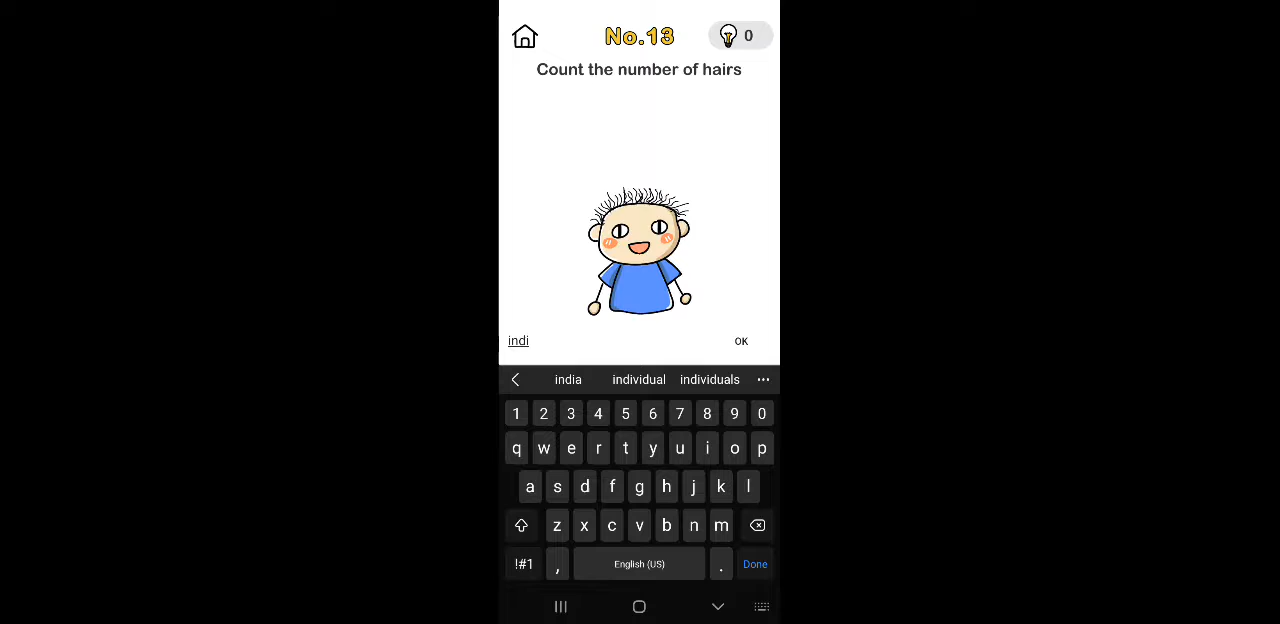 No.13
0
Count the number of hairs
indi
OK
india individual individuals
1 2 3 4 5 6 7 8 9 0
q w e r t y u i o p
a s d f g h j k l
z x c v b n m
!#1 , English (US) . Done